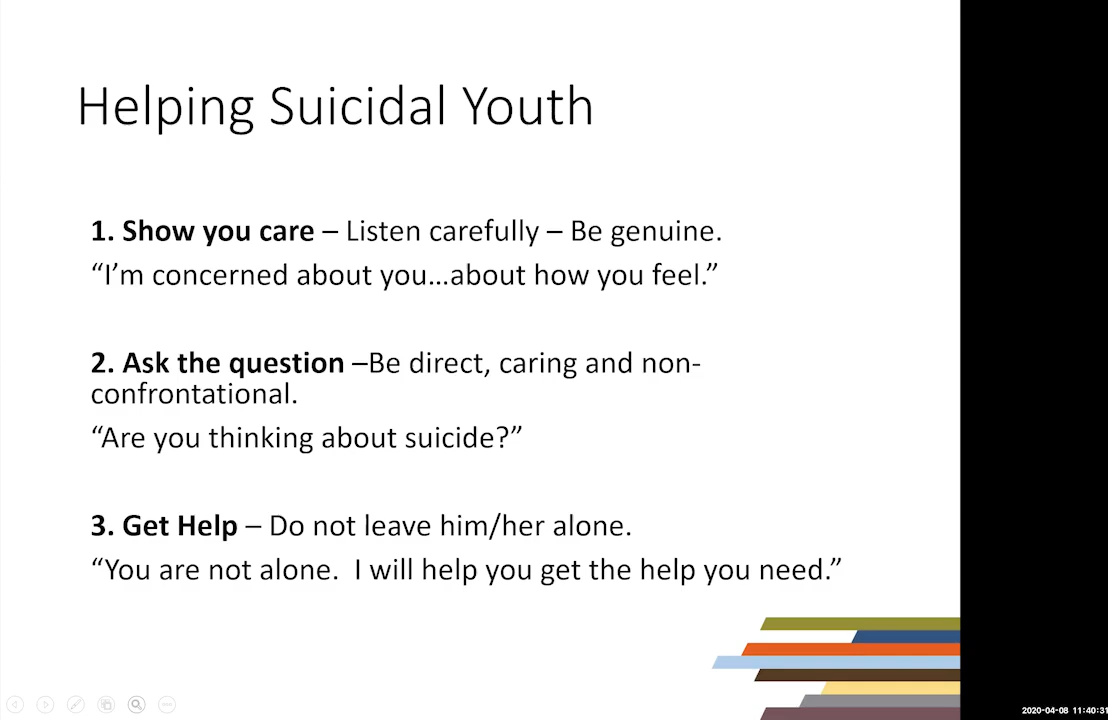 Helping Suicidal Youth
1. Show you care – Listen carefully – Be genuine.
“I’m concerned about you…about how you feel.”
2. Ask the question –Be direct, caring and non-
confrontational.
“Are you thinking about suicide?”
3. Get Help – Do not leave him/her alone.
“You are not alone.  I will help you get the help you need.”
2020-04-08 11:40:31